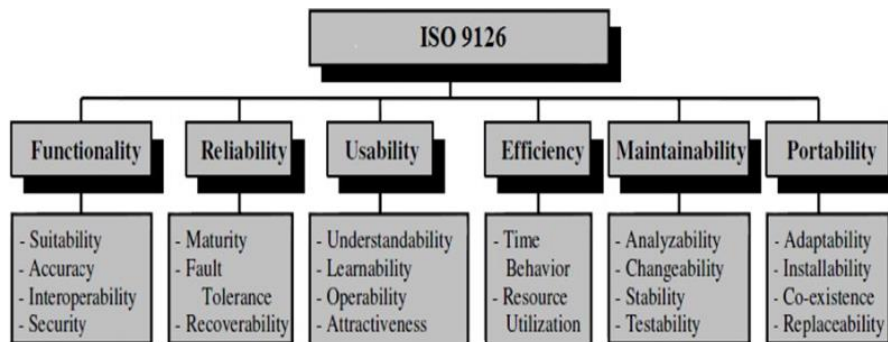 ISO 9126
Functionality
Reliability
Usability
Efficiency
Maintainability
Portability
- Suitability
- Accuracy
- Interoperability
- Security
- Maturity
- Fault
Tolerance
- Recoverability
- Understandability
- Learnability
- Operability
- Attractiveness
- Time
Behavior
- Resource
Utilization
- Analyzability
- Changeability
- Stability
- Testability
- Adaptability
- Installability
- Co-existence
- Replaceability